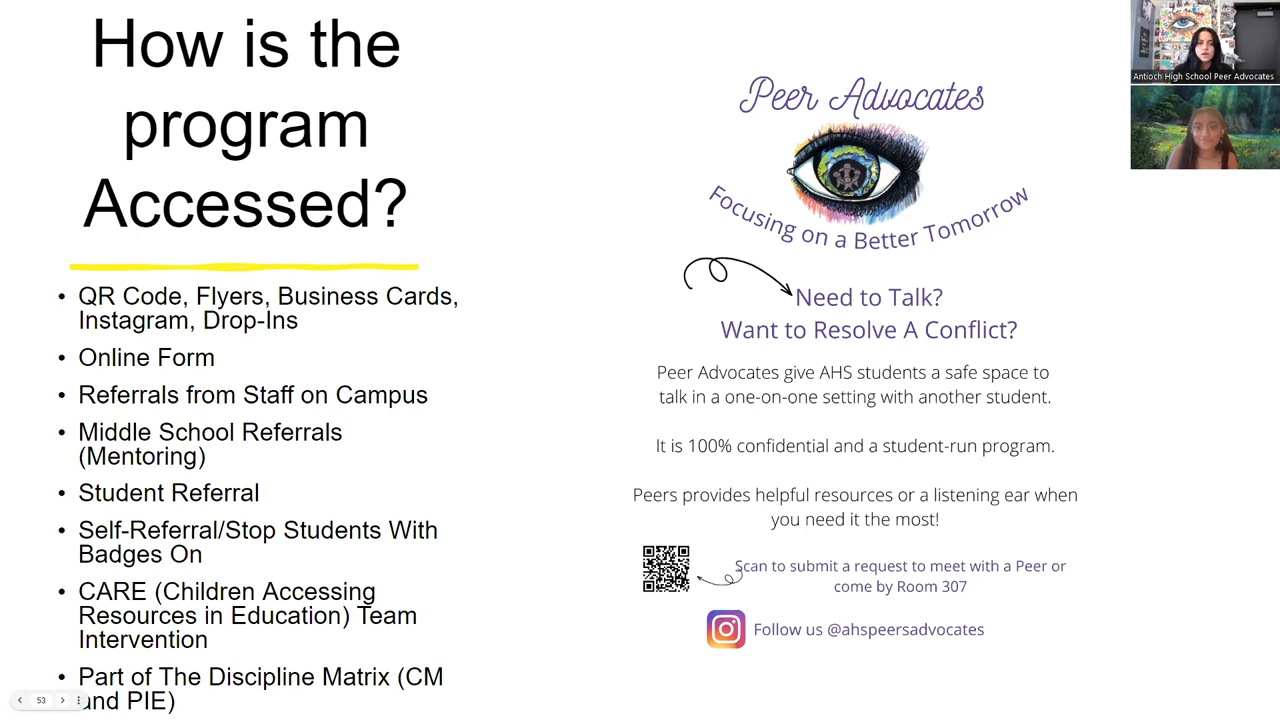 How is the
program
Accessed?
• QR Code, Flyers, Business Cards,
Instagram, Drop-Ins
• Online Form
• Referrals from Staff on Campus
• Middle School Referrals
(Mentoring)
• Student Referral
• Self-Referral/Stop Students With
Badges On
• CARE (Children Accessing
Resources in Education) Team
Intervention
• Part of The Discipline Matrix (CM
and PIE)
53
Peer Advocates
Focusing on a Better Tomorrow
Need to Talk?
Want to Resolve A Conflict?
Peer Advocates give AHS students a safe space to
talk in a one-on-one setting with another student.
It is 100% confidential and a student-run program.
Peers provides helpful resources or a listening ear when
you need it the most!
Scan to submit a request to meet with a Peer or
come by Room 307
Follow us @ahspeersadvocates
Antioch High School Peer Advocates